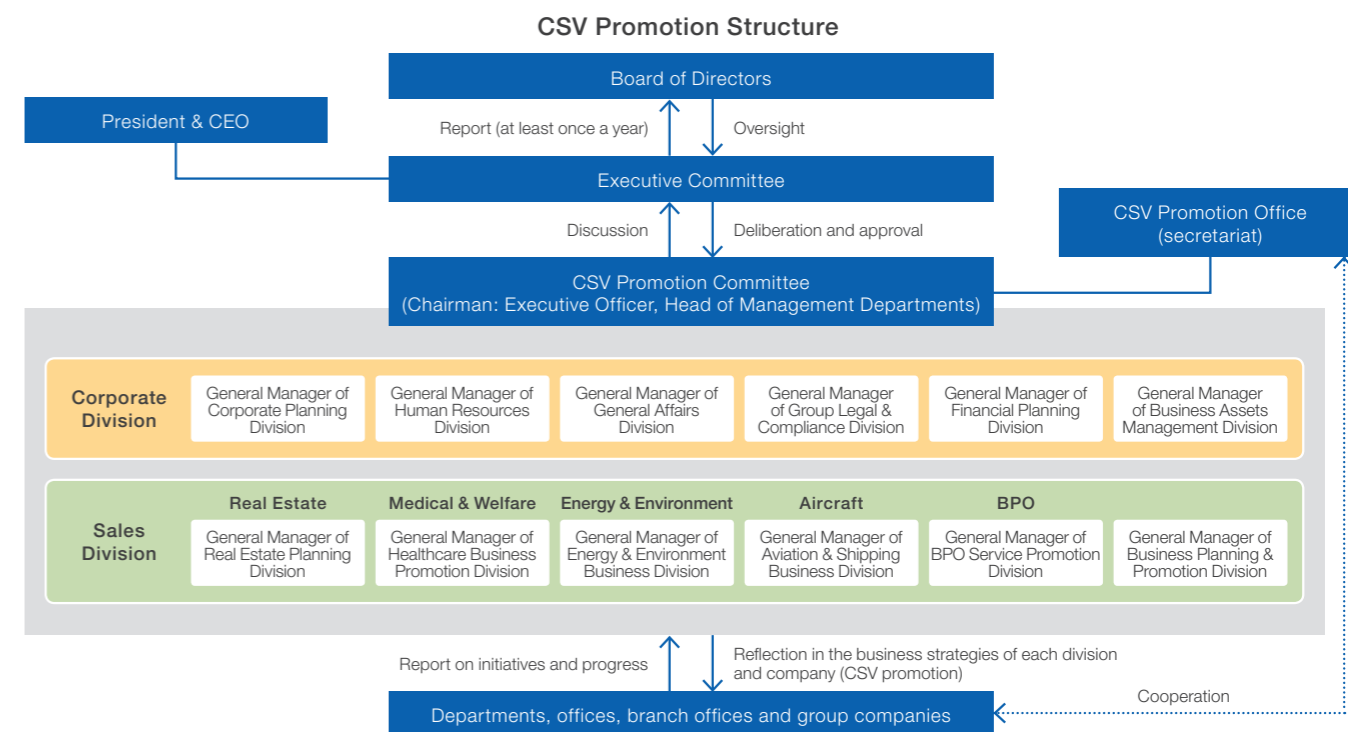 CSV Promotion Structure
Board of Directors
President & CEO
Report (at least once a year)
Oversight
Executive Committee
Discussion
Deliberation and approval
CSV Promotion Office
(secretariat)
CSV Promotion Committee
(Chairman: Executive Officer, Head of Management Departments)
Corporate
Division
General Manager of
Corporate Planning
Division
General Manager of
Human Resources
Division
General Manager of
General Affairs
Division
General Manager
of Group Legal &
Compliance Division
General Manager of
Financial Planning
Division
General Manager
of Business Assets
Management Division
Sales
Division
Real Estate
General Manager of
Real Estate Planning
Division
Medical & Welfare
General Manager of
Healthcare Business
Promotion Division
Energy & Environment
General Manager of
Energy & Environment
Business Division
Aircraft
General Manager of
Aviation & Shipping
Business Division
BPO
General Manager of
BPO Service Promotion
Division
General Manager of
Business Planning &
Promotion Division
Report on initiatives and progress
Reflection in the business strategies of each division
and company (CSV promotion)
Cooperation
Departments, offices, branch offices and group companies